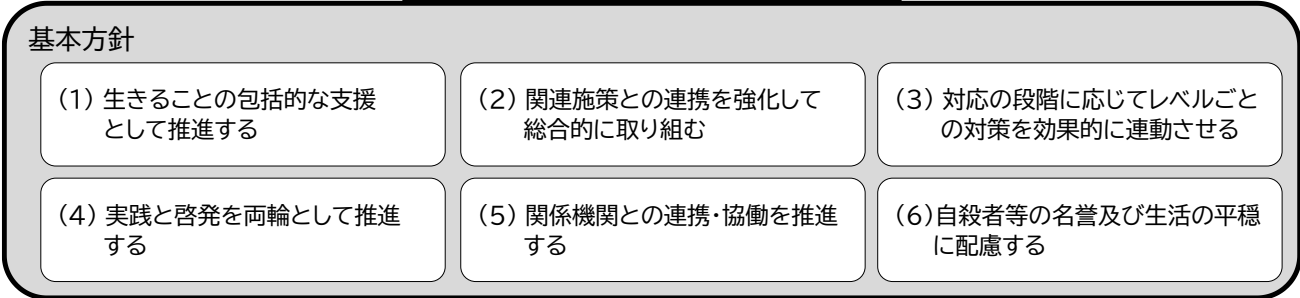 基本方針
（１） 生きることの包括的な支援
として推進する
（２） 関連施策との連携を強化して
総合的に取り組む
（３） 対応の段階に応じてレベルごと
の対策を効果的に連動させる
（４） 実践と啓発を両輪として推進
する
（５） 関係機関との連携・協働を推進
する
（６）自殺者等の名誉及び生活の平穏
に配慮する